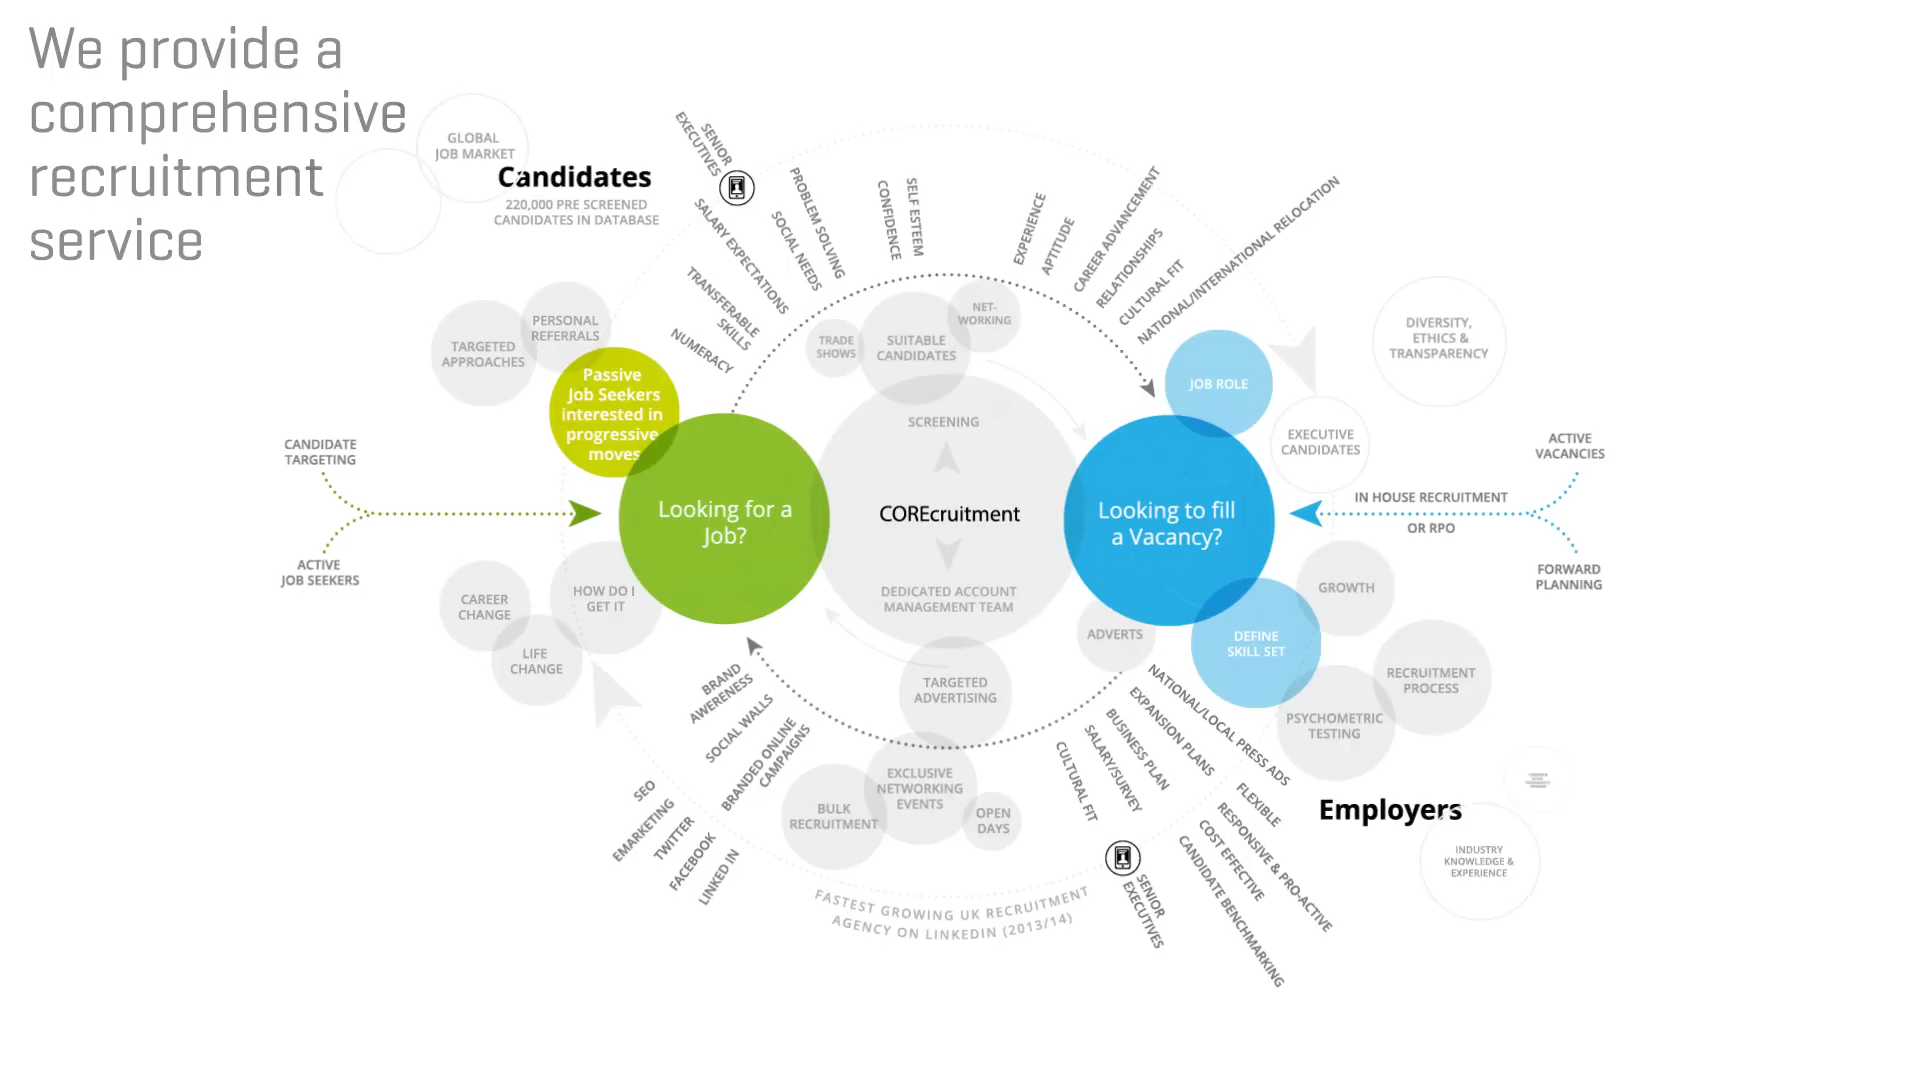 We provide a
comprehensive
recruitment
service
GLOBAL
JOB MARKET
Candidates
220,000 PRE SCREENED
CANDIDATES IN DATABASE
SENIOR
EXECUTIVES
SALARY EXPECTATIONS
PROBLEM SOLVING
SOCIAL NEEDS
CONFIDENCE
SELF ESTEEM
EXPERIENCE
APTITUDE
CAREER ADVANCEMENT
RELATIONSHIPS
CULTURAL FIT
NATIONAL/INTERNATIONAL RELOCATION
TRANSFERABLE
SKILLS
NUMERACY
PERSONAL
REFERRALS
TARGETED
APPROACHES
Passive
Job Seekers
interested in
progressive
moves
TRADE
SHOWS
SUITABLE
CANDIDATES
NET-
WORKING
JOB ROLE
DIVERSITY,
ETHICS &
TRANSPARENCY
EXECUTIVE
CANDIDATES
SCREENING
CANDIDATE
TARGETING
ACTIVE
JOB SEEKERS
Looking for a
Job?
COREcruitment
DEDICATED ACCOUNT
MANAGEMENT TEAM
Looking to fill
a Vacancy?
IN HOUSE RECRUITMENT
OR RPO
ACTIVE
VACANCIES
FORWARD
PLANNING
HOW DO I
GET IT
CAREER
CHANGE
LIFE
CHANGE
ADVERTS
DEFINE
SKILL SET
GROWTH
RECRUITMENT
PROCESS
PSYCHOMETRIC
TESTING
TARGETED
ADVERTISING
BRAND
AWERENESS
SOCIAL WALLS
BRANDED ONLINE
CAMPAIGNS
SEO
EMARKETING
TWITTER
FACEBOOK
LINKED IN
BULK
RECRUITMENT
EXCLUSIVE
NETWORKING
EVENTS
OPEN
DAYS
CULTURAL FIT
SALARY/SURVEY
BUSINESS PLAN
EXPANSION PLANS
NATIONAL/LOCAL PRESS ADS
FLEXIBLE
RESPONSIVE & PRO-ACTIVE
COST EFFECTIVE
CANDIDATE BENCHMARKING
SENIOR
EXECUTIVES
Employers
INDUSTRY
KNOWLEDGE &
EXPERIENCE
FASTEST GROWING UK RECRUITMENT
AGENCY ON LINKEDIN (2013/14)